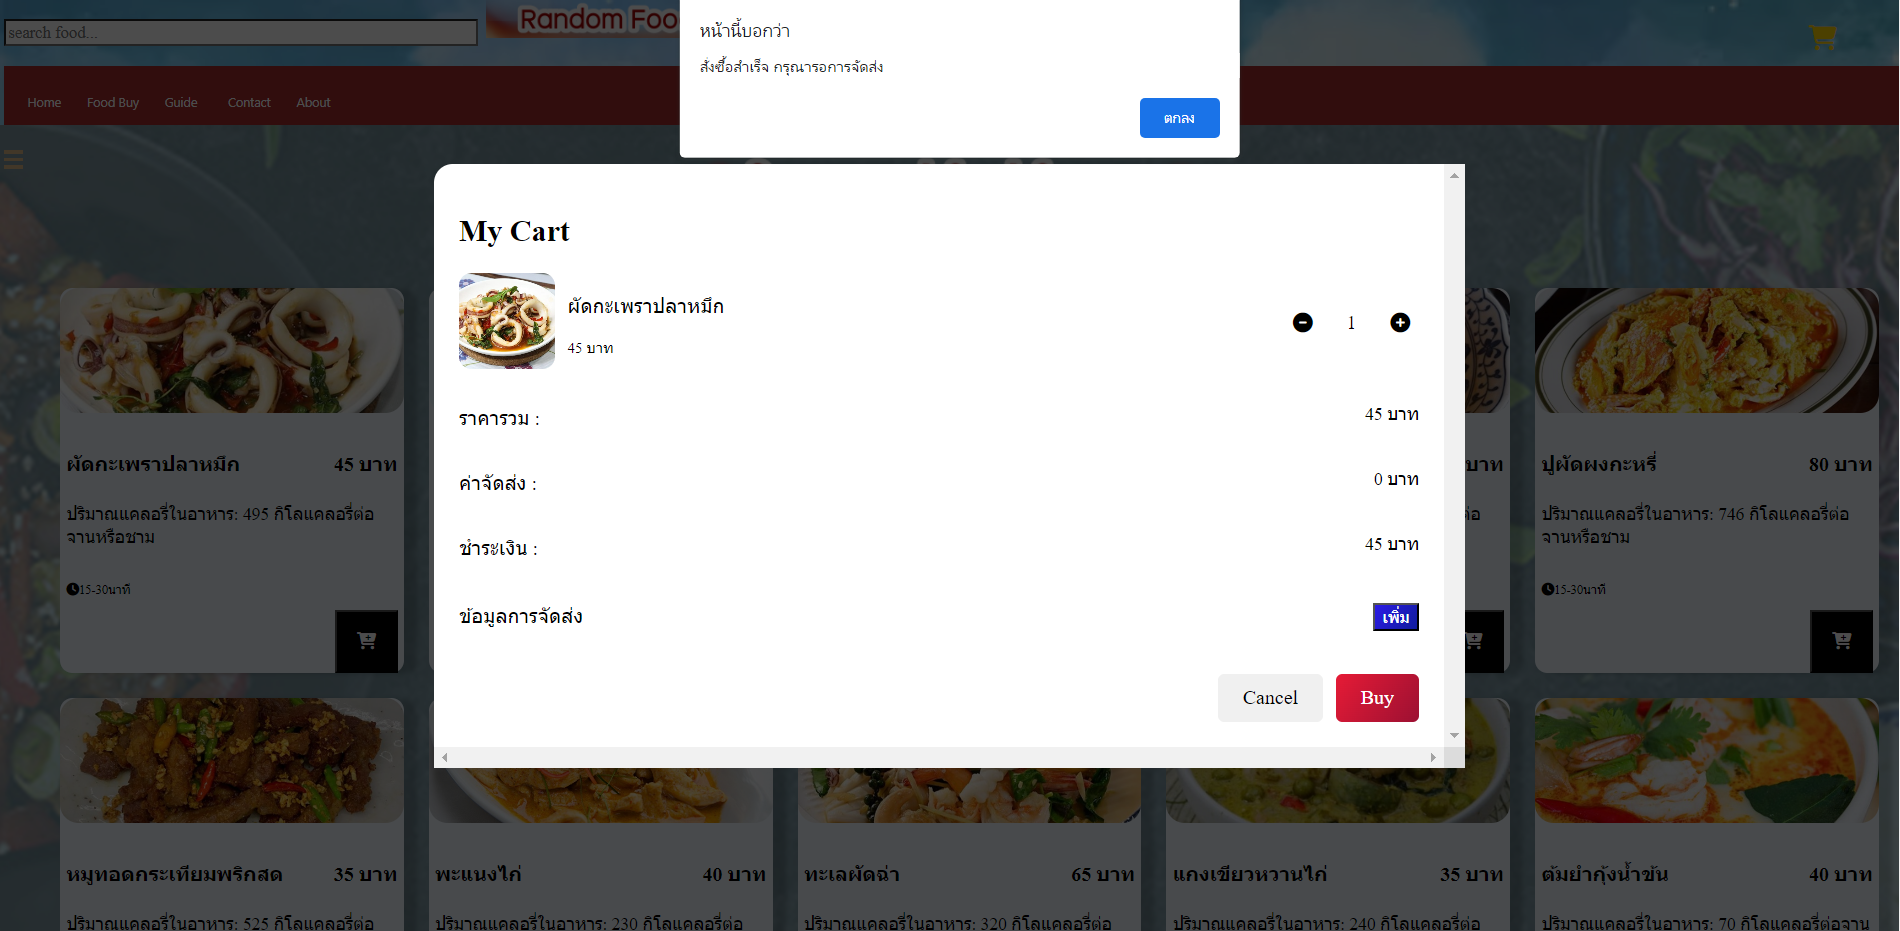 search food...
Random Foo
หน้านี้บอกว่า
สั่งซื้อสำเร็จ กรุณารอการจัดส่ง
ตกลง
Home Food Buy Guide Contact About
My Cart
ผัดกะเพราปลาหมึก
45 บาท
1
ราคารวม : 45 บาท
ค่าจัดส่ง : 0 บาท
ชำระเงิน : 45 บาท
ข้อมูลการจัดส่ง เพิ่ม
Cancel Buy
ผัดกะเพราปลาหมึก 45 บาท
ปริมาณแคลอรี่ในอาหาร: 495 กิโลแคลอรี่ต่อ
จานหรือชาม
15-30นาที
บาท
ปูผัดผงกะหรี่ 80 บาท
ปริมาณแคลอรี่ในอาหาร: 746 กิโลแคลอรี่ต่อ
จานหรือชาม
15-30นาที
หมูทอดกระเทียมพริกสด 35 บาท
ปริมาณแคลอรี่ในอาหาร: 525 กิโลแคลอรี่ต่อ
พะแนงไก่ 40 บาท
ปริมาณแคลอรี่ในอาหาร: 230 กิโลแคลอรี่ต่อ
ทะเลผัดฉ่า 65 บาท
ปริมาณแคลอรี่ในอาหาร: 320 กิโลแคลอรี่ต่อ
แกงเขียวหวานไก่ 35 บาท
ปริมาณแคลอรี่ในอาหาร: 240 กิโลแคลอรี่ต่อ
ต้มยำกุ้งน้ำข้น 40 บาท
ปริมาณแคลอรี่ในอาหาร: 70 กิโลแคลอรี่ต่อจาน